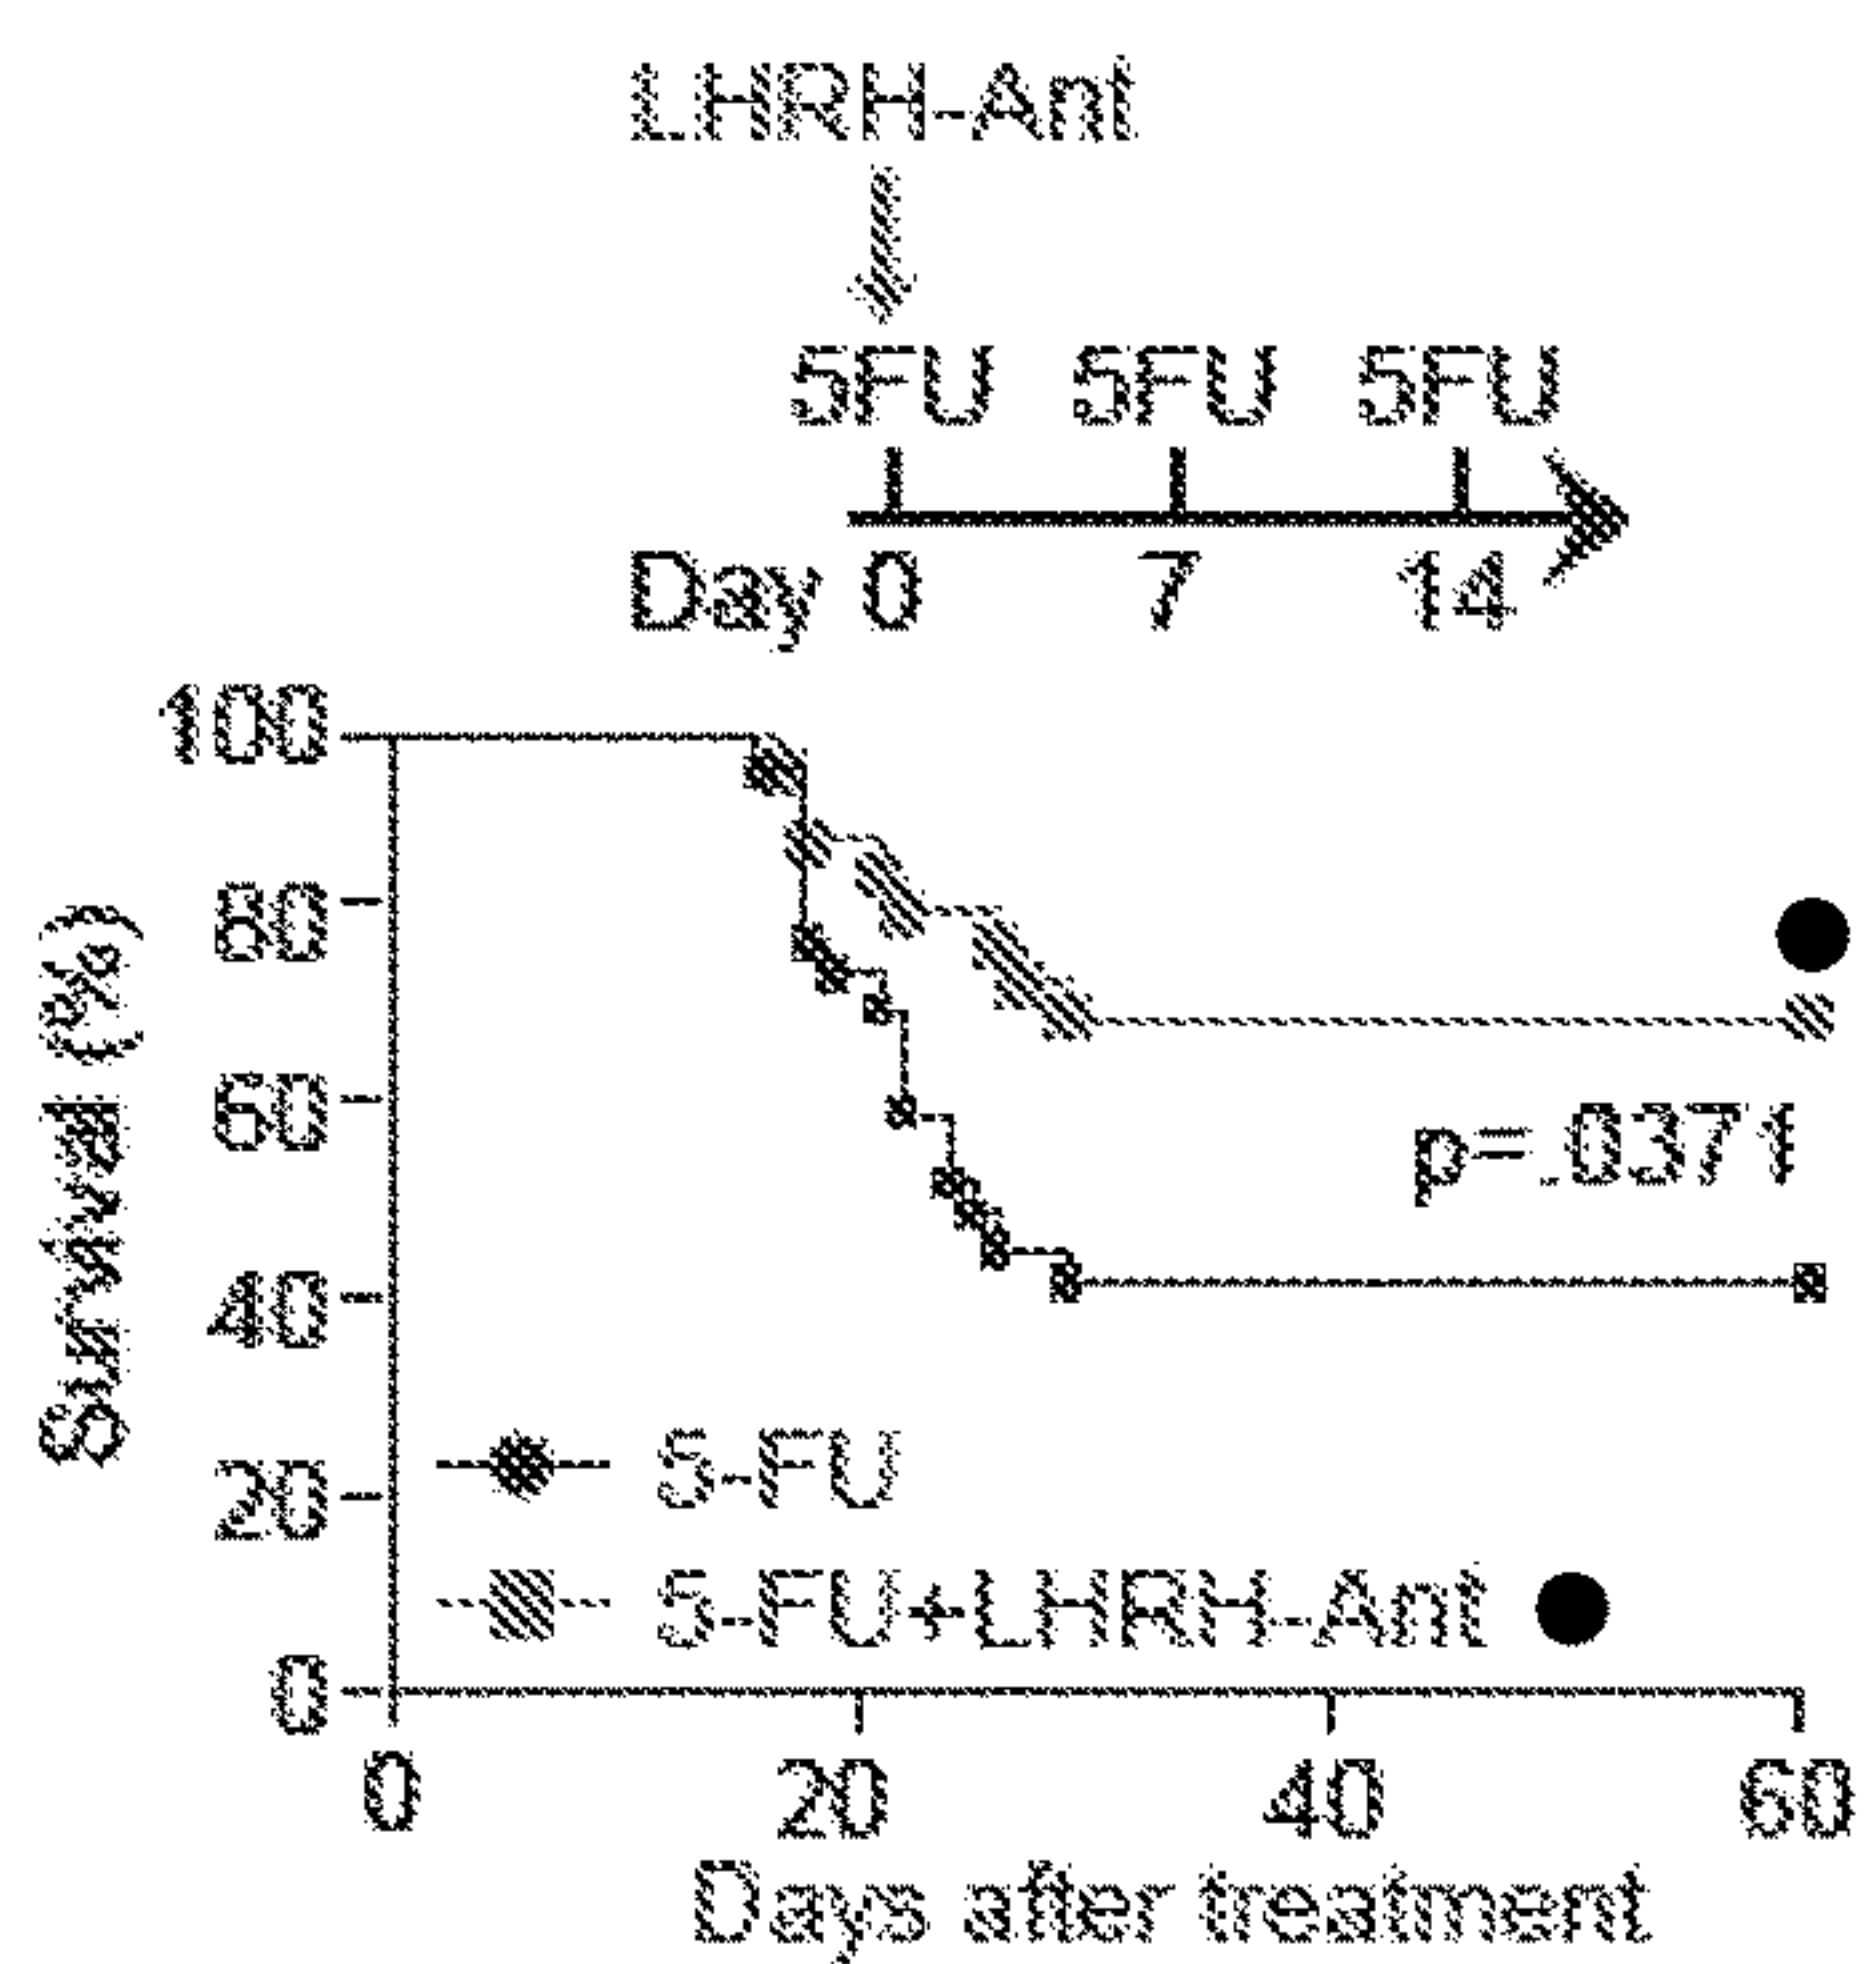 LHRH-Ant
5FU 5FU 5FU
Day 0 7 14
100
80
60
40
20
0
Survival (%)
p=.0371
5-FU
5-FU+LHRH-Ant
0 20 40 60
Days after treatment